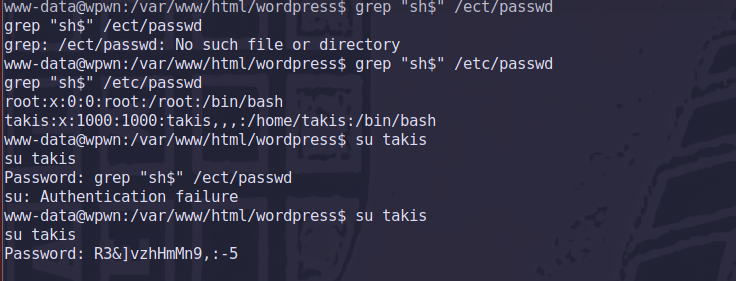 www-data@wpwn:/var/www/html/wordpress$ grep "sh$" /ect/passwd
grep "sh$" /ect/passwd
grep: /ect/passwd: No such file or directory
www-data@wpwn:/var/www/html/wordpress$ grep "sh$" /etc/passwd
grep "sh$" /etc/passwd
root:x:0:0:root:/root:/bin/bash
takis:x:1000:1000:takis,,,:/home/takis:/bin/bash
www-data@wpwn:/var/www/html/wordpress$ su takis
su takis
Password: grep "sh$" /ect/passwd
su: Authentication failure
www-data@wpwn:/var/www/html/wordpress$ su takis
su takis
Password: R3&]vzhHmMn9,:-5